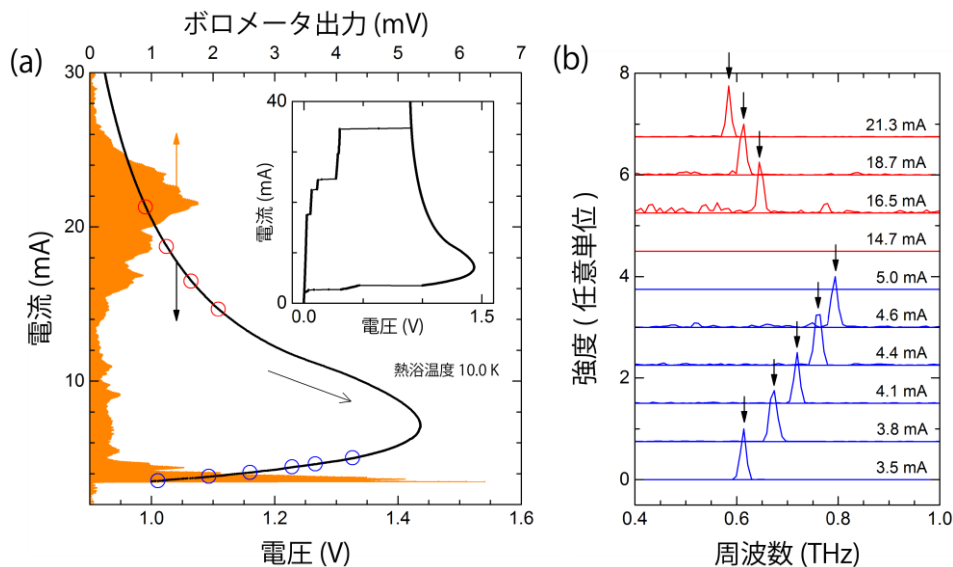 ボロメータ出力 (mV)
0 1 2 3 4 5 6 7
(a)
30
20
10
電流 (mA)
40
0
電流 (mA)
0.0 1.5
電圧 (V)
熱浴温度 10.0 K
1.0 1.2 1.4 1.6
電圧 (V)
(b)
8
6
4
2
0
強度 ( 任意単位 )
21.3 mA
18.7 mA
16.5 mA
14.7 mA
5.0 mA
4.6 mA
4.4 mA
4.1 mA
3.8 mA
3.5 mA
0.4 0.6 0.8 1.0
周波数 (THz)